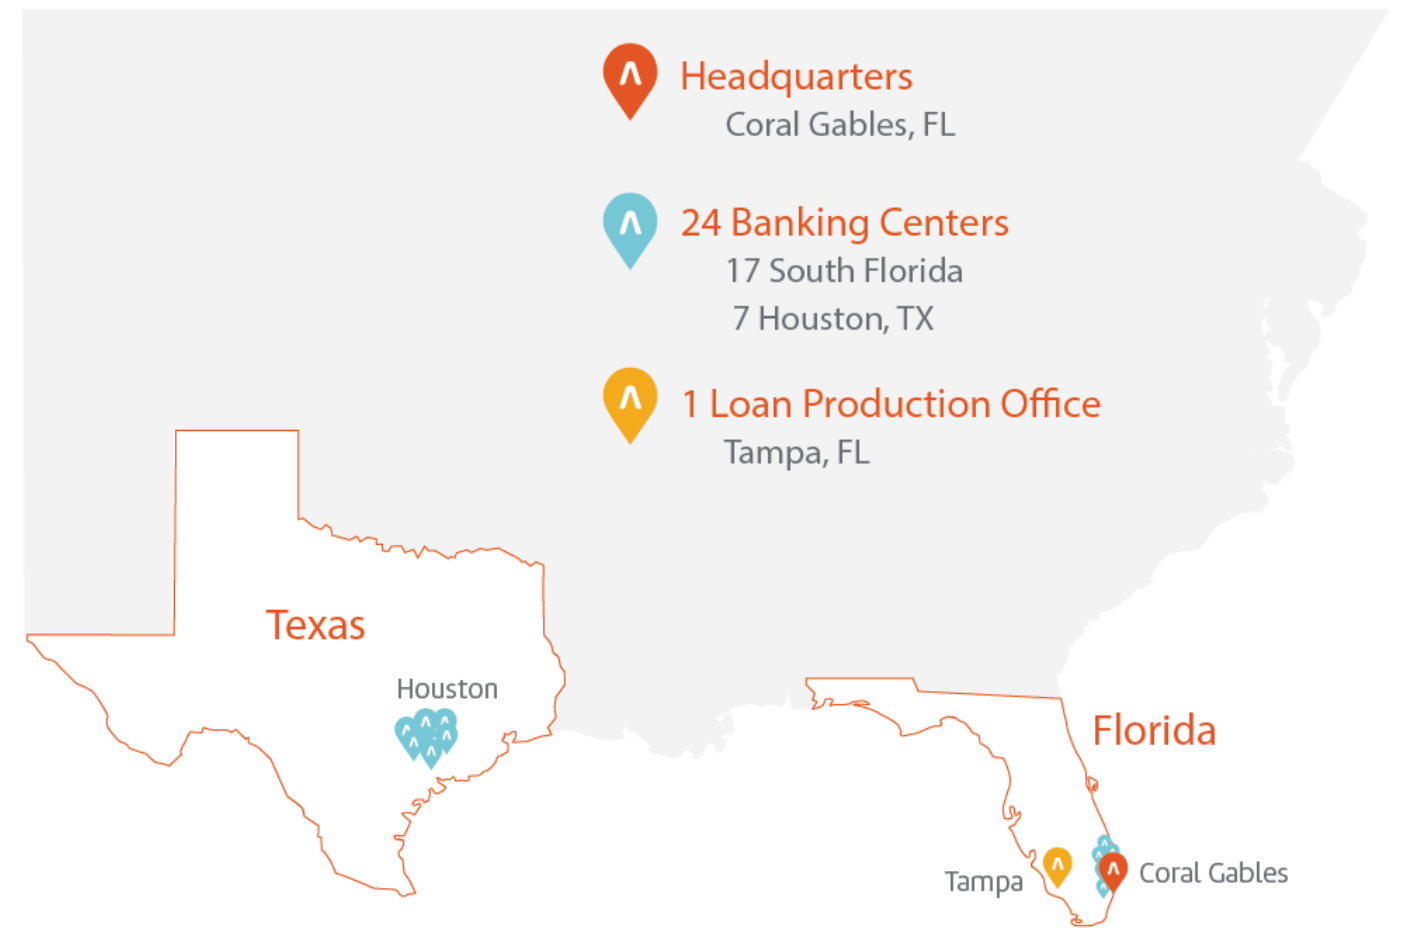 Headquarters
Coral Gables, FL
24 Banking Centers
17 South Florida
7 Houston, TX
1 Loan Production Office
Tampa, FL
Texas
Houston
Florida
Tampa
Coral Gables